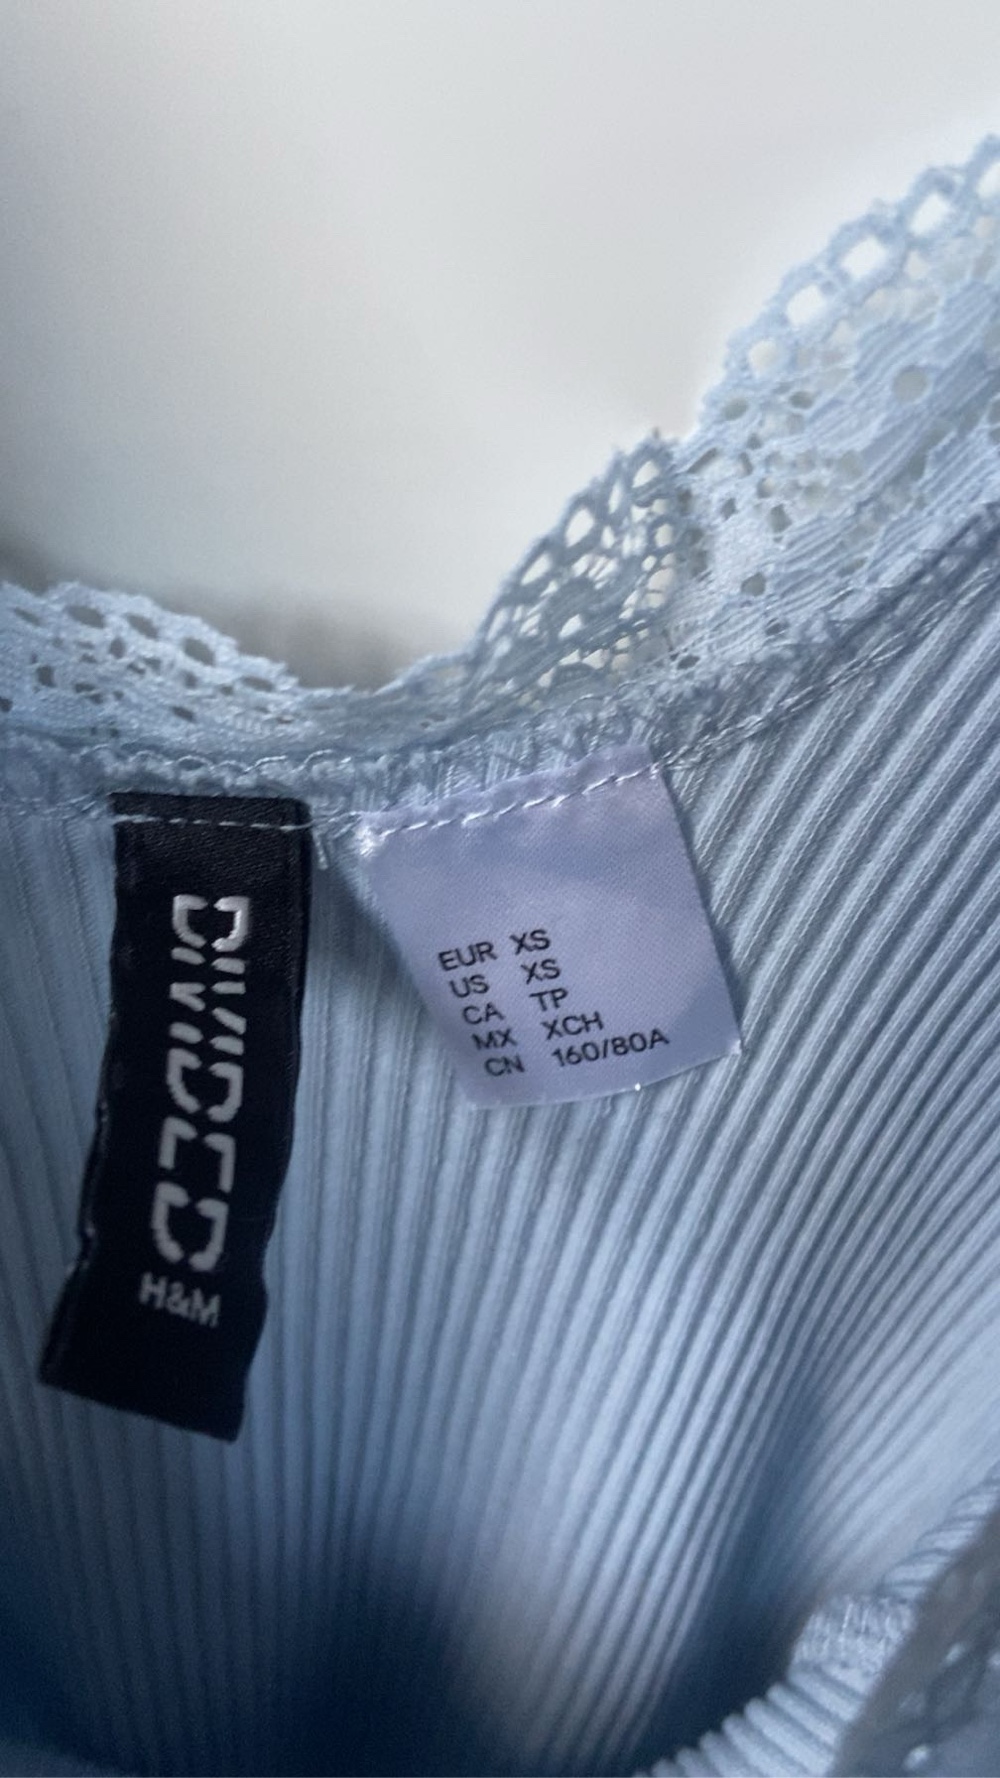 DIVIDED
H&M
EUR XS
US XS
CA TP
MX XCH
CN 160/80A